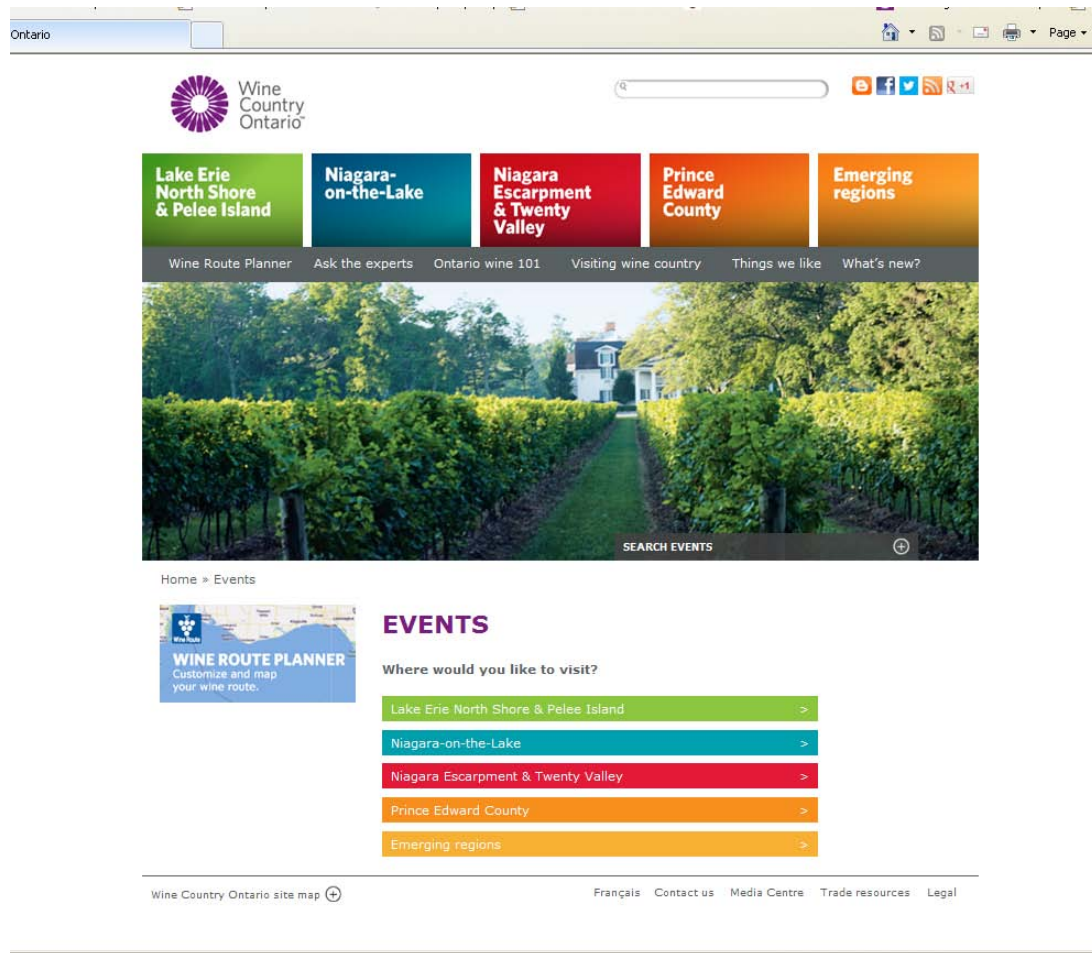 Ontario
Page
Wine
Country
Ontario™
+1
Lake Erie
North Shore
& Pelee Island
Niagara-
on-the-Lake
Niagara
Escarpment
& Twenty
Valley
Prince
Edward
County
Emerging
regions
Wine Route Planner Ask the experts Ontario wine 101 Visiting wine country Things we like What's new?
SEARCH EVENTS
Home » Events
Wine Route
WINE ROUTE PLANNER
Customize and map
your wine route.
EVENTS
Where would you like to visit?
Lake Erie North Shore & Pelee Island >
Niagara-on-the-Lake >
Niagara Escarpment & Twenty Valley >
Prince Edward County >
Emerging regions >
Wine Country Ontario site map
Français Contact us Media Centre Trade resources Legal